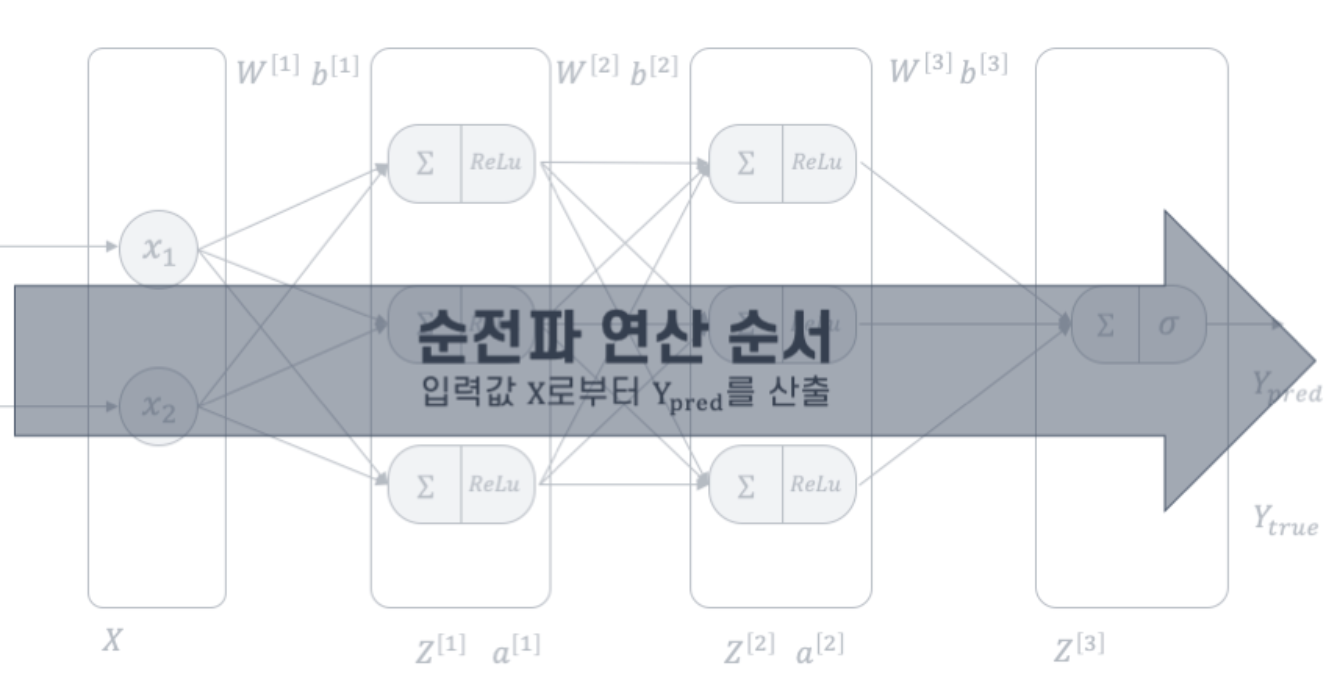 W[1] b[1] W[2] b[2] W[3] b[3]
Σ ReLu Σ ReLu
x1
순전파 연산 순서
Σ σ
입력값 X로부터 Ypred를 산출
x2
Ypred
Σ ReLu Σ ReLu
Ytrue
X Z[1] a[1] Z[2] a[2] Z[3]